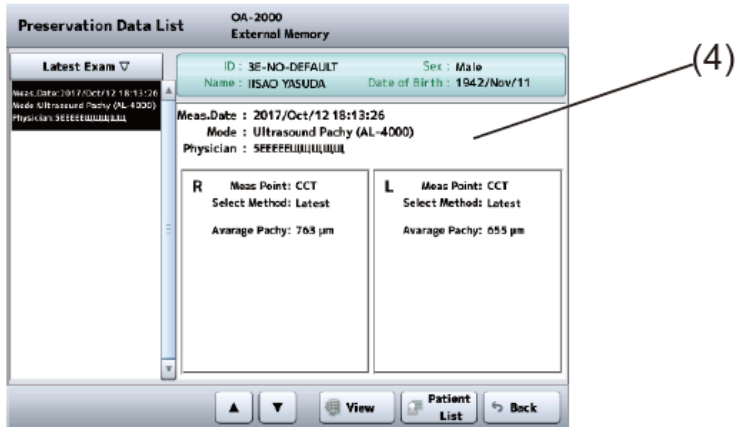 Preservation Data List
OA-2000
External Memory
(4)
Latest Exam ▽
ID : 3E-NO-DEFAULT Sex : Male
Name : IISAO YASUDA Date of Birth : 1942/Nov/11
Meas.Date:2017/Oct/12 18:13:26
Mode :Ultrasound Pachy (AL-4000)
Physician:
Meas.Date : 2017/Oct/12 18:13:26
Mode : Ultrasound Pachy (AL-4000)
Physician :
R Meas Point: CCT
Select Method: Latest
Avarage Pachy: 763 μm
L Meas Point: CCT
Select Method: Latest
Avarage Pachy: 655 μm
▲ ▼ View Patient List Back